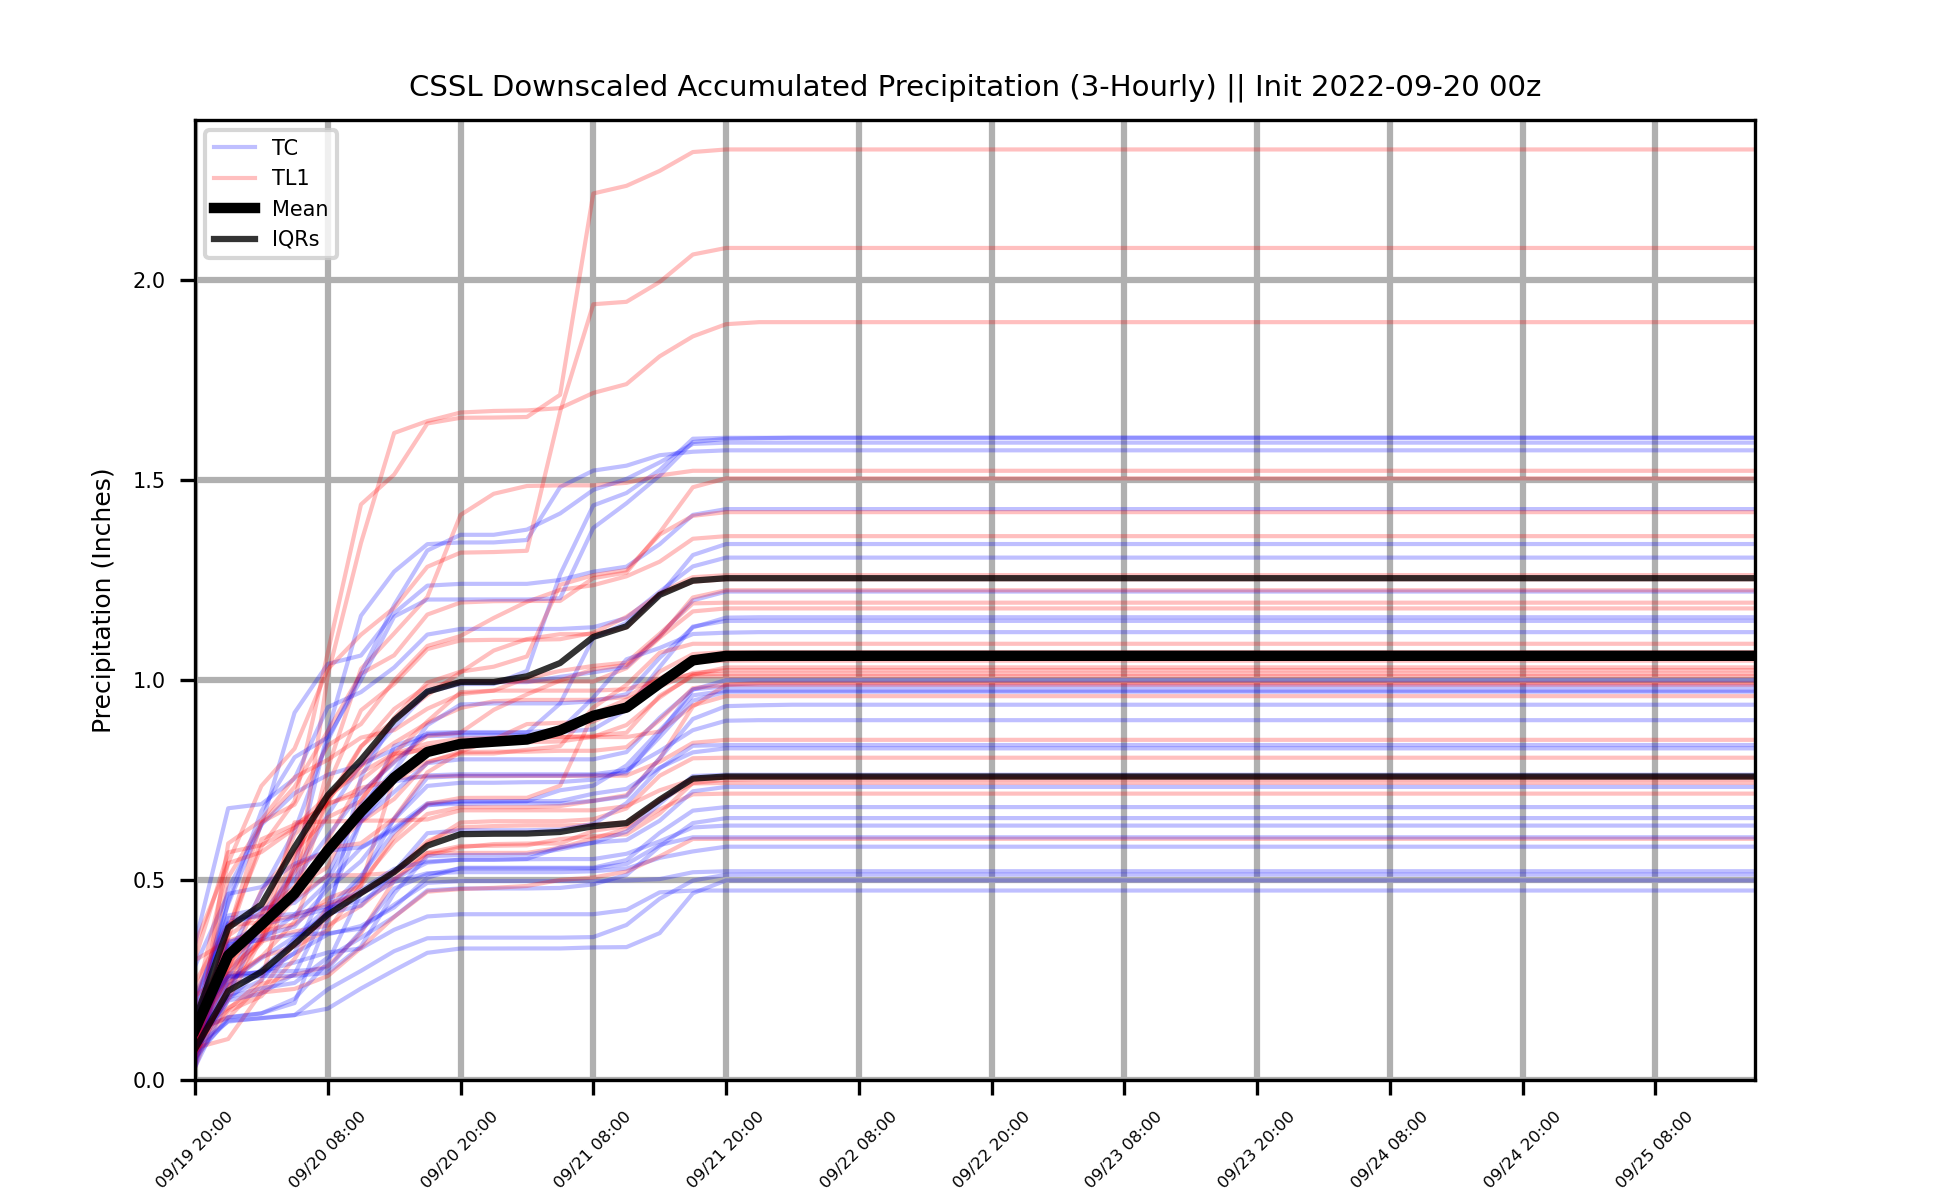 CSSL Downscaled Accumulated Precipitation (3-Hourly) || Init 2022-09-20 00z
TC
TL1
Mean
IQRs
Precipitation (Inches)
2.0
1.5
1.0
0.5
0.0
09/19 20:00
09/20 08:00
09/20 20:00
09/21 08:00
09/21 20:00
09/22 08:00
09/22 20:00
09/23 08:00
09/23 20:00
09/24 08:00
09/24 20:00
09/25 08:00